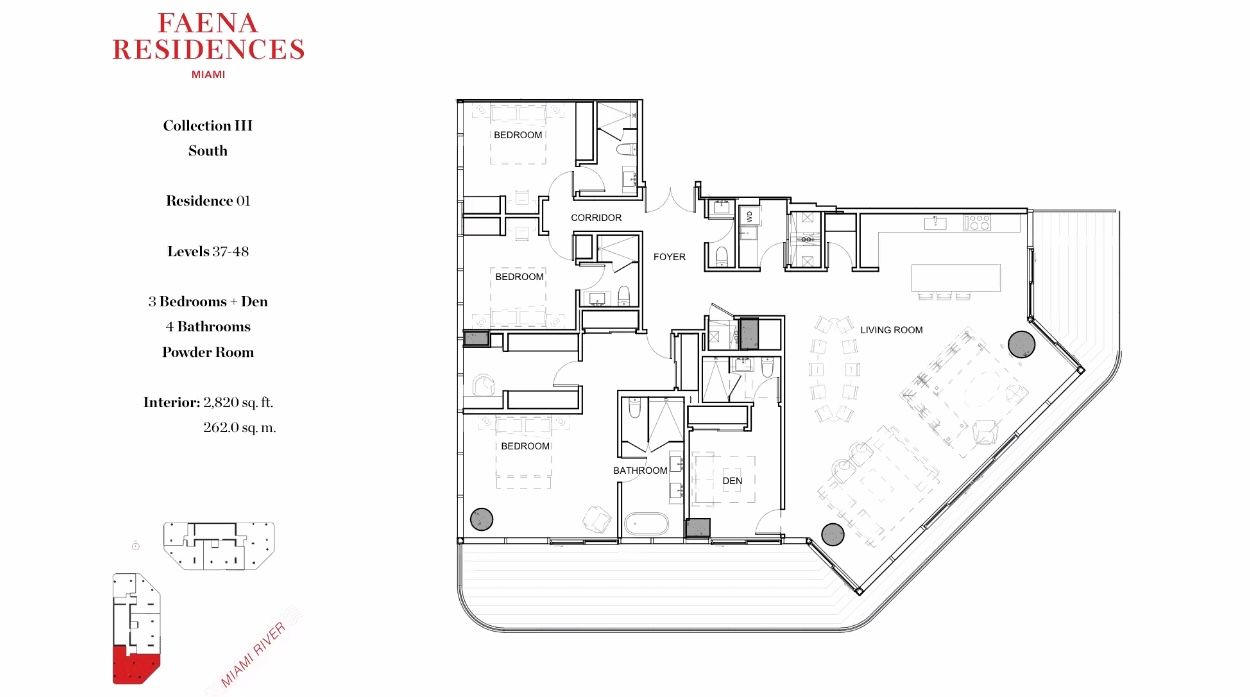 FAENA
RESIDENCES
MIAMI
Collection III
South
Residence 01
Levels 37-48
3 Bedrooms + Den
4 Bathrooms
Powder Room
Interior: 2,820 sq. ft.
262.0 sq. m.
MIAMI RIVER
BEDROOM
CORRIDOR
WD
FOYER
BEDROOM
LIVING ROOM
BEDROOM
BATHROOM
DEN